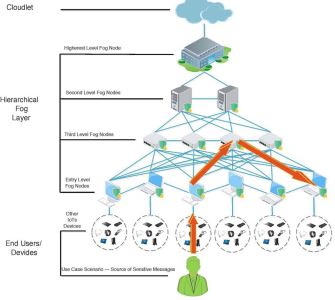 Cloudlet
Highest Level Fog Node
Second Level Fog Nodes
Hierarchical
Fog
Layer
Third Level Fog Nodes
Entry Level
Fog Nodes
Other
IoTs
Devices
End Users/
Devides
Use Case Scenario — Source of Sensitive Messages